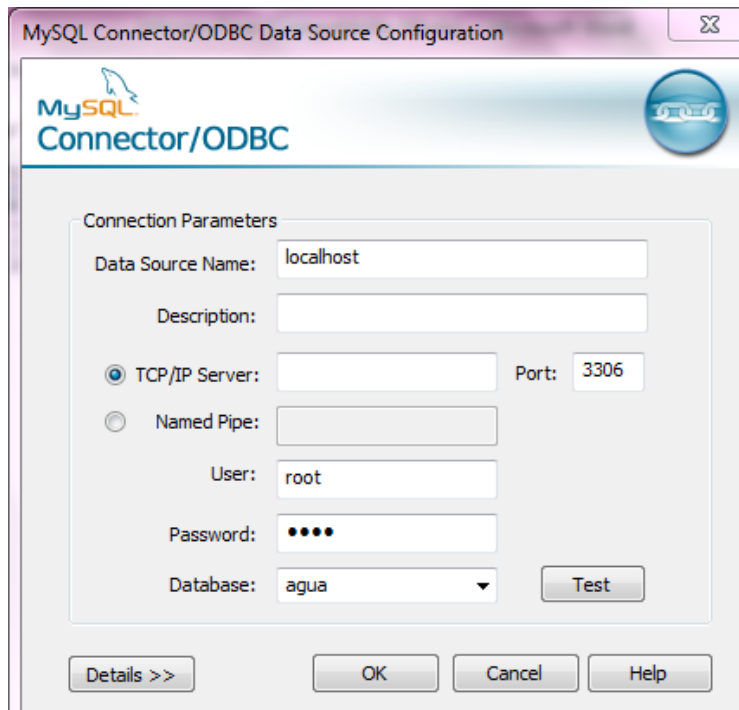 MySQL Connector/ODBC Data Source Configuration
MySQL
Connector/ODBC
Connection Parameters
Data Source Name: localhost
Description:
TCP/IP Server: Port: 3306
Named Pipe:
User: root
Password: ••••
Database: agua Test
Details >> OK Cancel Help